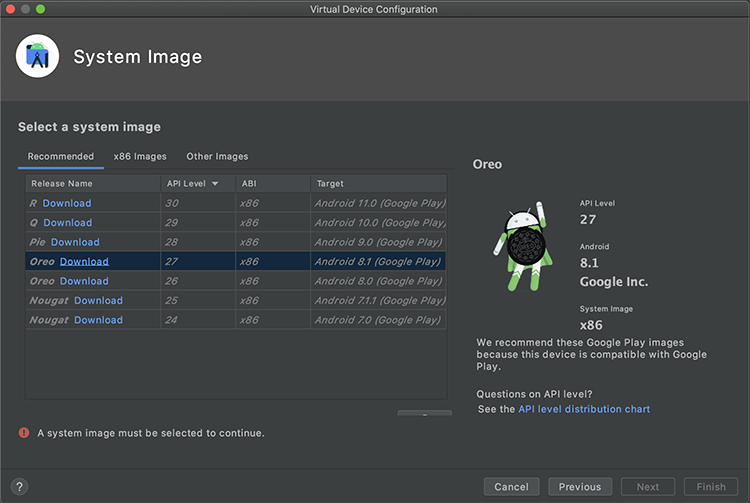 Virtual Device Configuration
System Image
Select a system image
Recommended x86 Images Other Images
Release Name API Level ▼ ABI Target
R Download 30 x86 Android 11.0 (Google Play)
Q Download 29 x86 Android 10.0 (Google Play)
Pie Download 28 x86 Android 9.0 (Google Play)
Oreo Download 27 x86 Android 8.1 (Google Play)
Oreo Download 26 x86 Android 8.0 (Google Play)
Nougat Download 25 x86 Android 7.1.1 (Google Play)
Nougat Download 24 x86 Android 7.0 (Google Play)
Oreo
API Level
27
Android
8.1
Google Inc.
System Image
x86
We recommend these Google Play images
because this device is compatible with Google
Play.
Questions on API level?
See the API level distribution chart
A system image must be selected to continue.
? Cancel Previous Next Finish